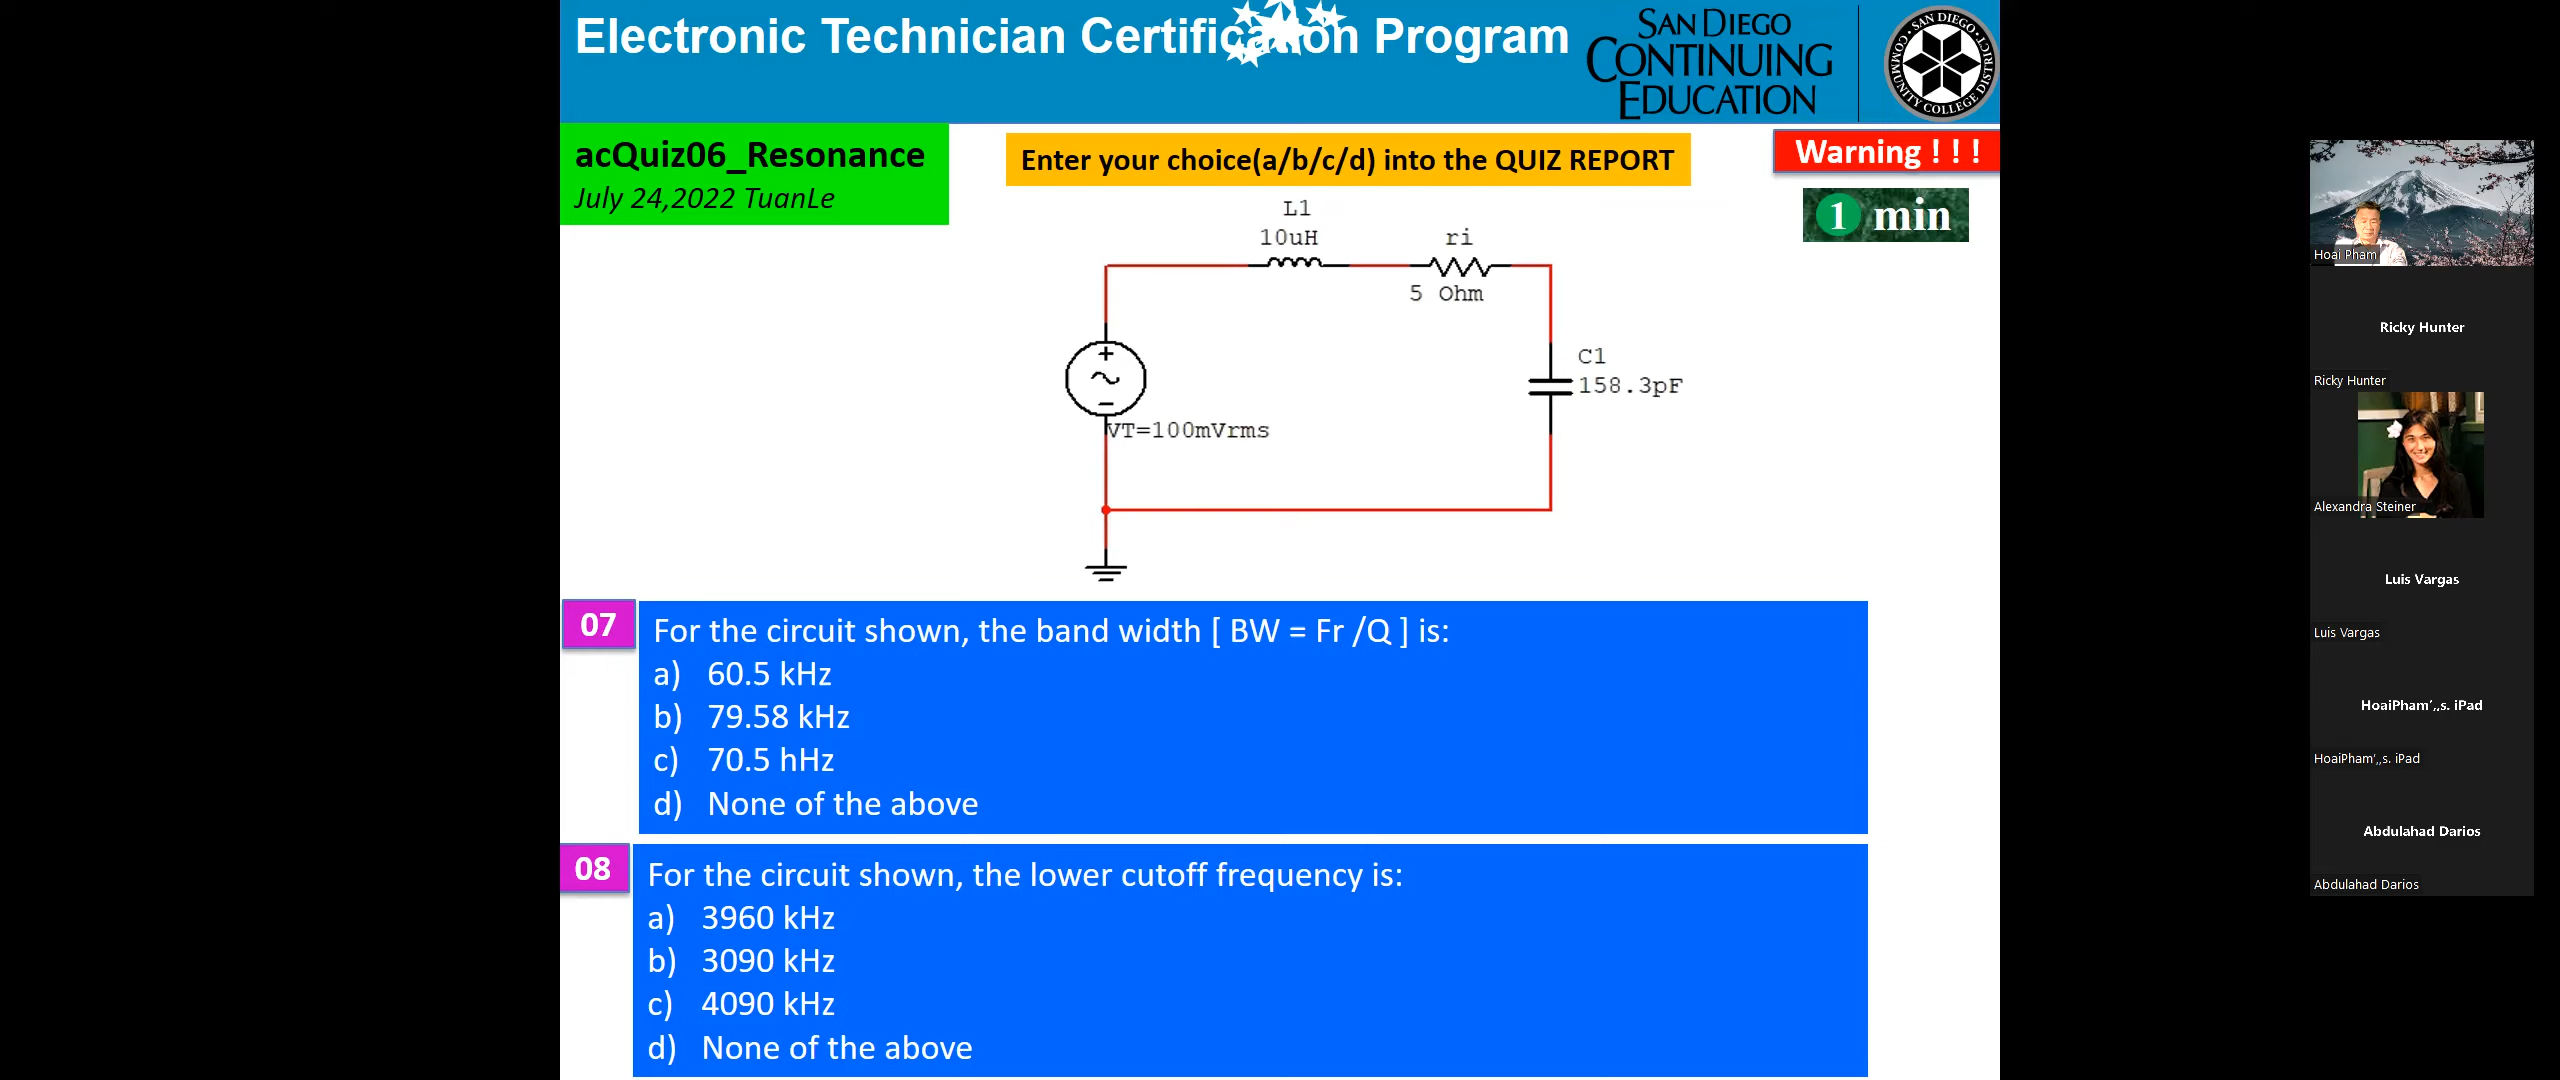 Electronic Technician Certification Program
SAN DIEGO
CONTINUING
EDUCATION
SAN DIEGO
COMMUNITY COLLEGE DISTRICT
acQuiz06_Resonance
July 24,2022 TuanLe
Enter your choice(a/b/c/d) into the QUIZ REPORT
Warning ! ! !
1 min
L1
10uH
ri
5 Ohm
C1
158.3pF
VT=100mVrms
07
For the circuit shown, the band width [ BW = Fr /Q ] is:
a) 60.5 kHz
b) 79.58 kHz
c) 70.5 hHz
d) None of the above
08
For the circuit shown, the lower cutoff frequency is:
a) 3960 kHz
b) 3090 kHz
c) 4090 kHz
d) None of the above
Hoai Pham
Ricky Hunter
Ricky Hunter
Alexandra Steiner
Luis Vargas
Luis Vargas
HoaiPham’,,s. iPad
HoaiPham’,,s. iPad
Abdulahad Darios
Abdulahad Darios